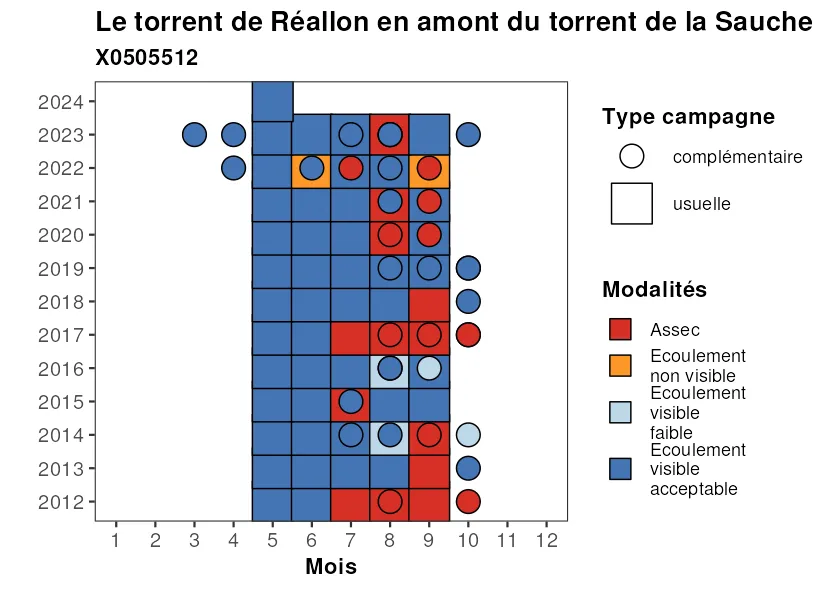 Le torrent de Réallon en amont du torrent de la Sauche
X0505512
2024
2023
2022
2021
2020
2019
2018
2017
2016
2015
2014
2013
2012
1 2 3 4 5 6 7 8 9 10 11 12
Mois
Type campagne
complémentaire
usuelle
Modalités
Assec
Ecoulement
non visible
Ecoulement
visible
faible
Ecoulement
visible
acceptable